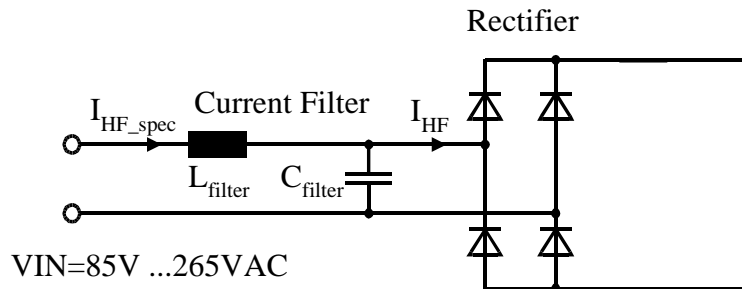 Rectifier
Current Filter
I_HF_spec
I_HF
L_filter
C_filter
VIN=85V ...265VAC